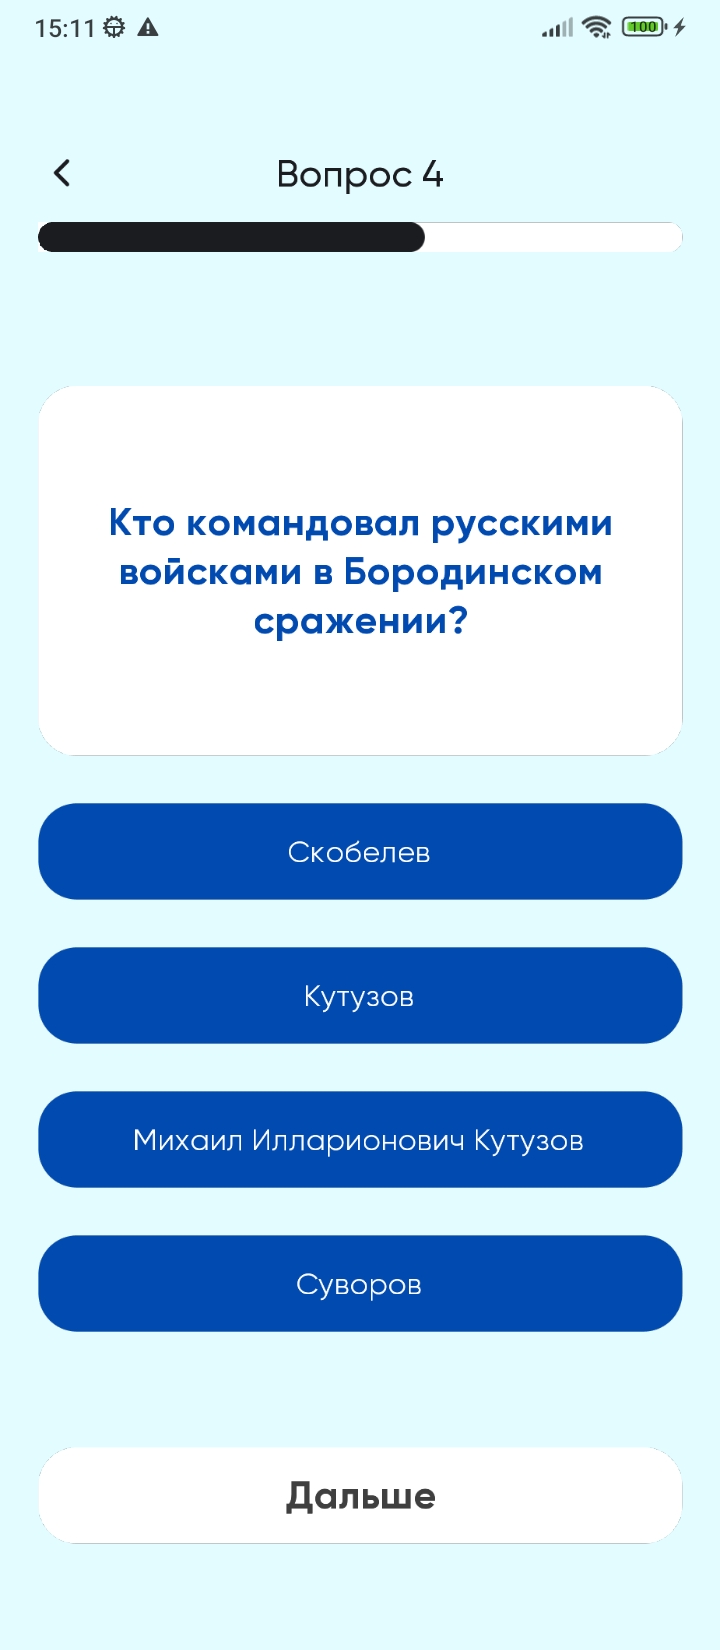 15:11
100
Вопрос 4
Кто командовал русскими
войсками в Бородинском
сражении?
Скобелев
Кутузов
Михаил Илларионович Кутузов
Суворов
Дальше